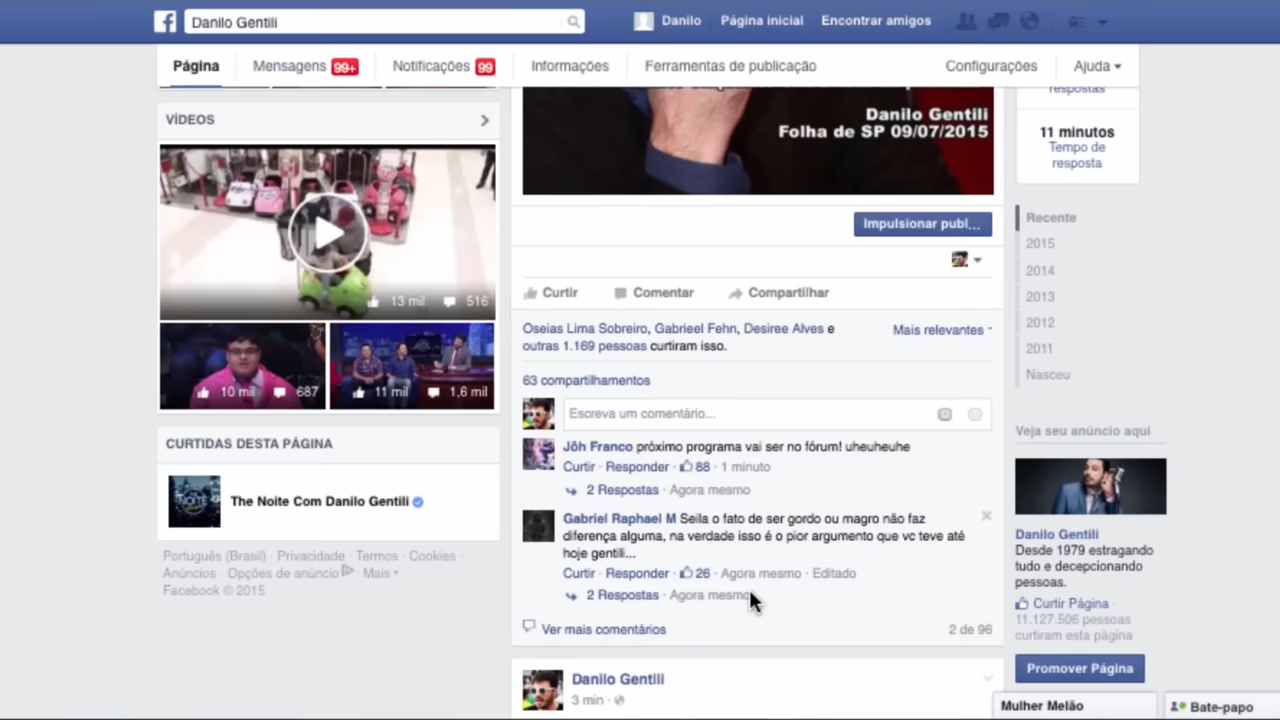 Danilo Gentili
Danilo Página inicial Encontrar amigos
Página Mensagens 99+ Notificações 99 Informações Ferramentas de publicação Configurações Ajuda
VÍDEOS
13 mil 516
10 mil 687
11 mil 1,6 mil
CURTIDAS DESTA PÁGINA
The Noite Com Danilo Gentili
Português (Brasil) · Privacidade · Termos · Cookies ·
Anúncios · Opções de anúncio · Mais
Facebook © 2015
Danilo Gentili
Folha de SP 09/07/2015
Impulsionar publ...
Curtir Comentar Compartilhar
Oseias Lima Sobreiro, Gabrieel Fehn, Desiree Alves e
outras 1.169 pessoas curtiram isso.
Mais relevantes
63 compartilhamentos
Escreva um comentário...
Jôh Franco próximo programa vai ser no fórum! uheuheuhe
Curtir · Responder · 88 · 1 minuto
2 Respostas · Agora mesmo
Gabriel Raphael M Seila o fato de ser gordo ou magro não faz
diferença alguma, na verdade isso é o pior argumento que vc teve até
hoje gentili...
Curtir · Responder · 26 · Agora mesmo · Editado
2 Respostas · Agora mesmo
Ver mais comentários 2 de 96
Danilo Gentili
3 min ·
respostas
11 minutos
Tempo de
resposta
Recente
2015
2014
2013
2012
2011
Nasceu
Veja seu anúncio aqui
Danilo Gentili
Desde 1979 estragando
tudo e decepcionando
pessoas.
Curtir Página ·
11.127.506 pessoas
curtiram esta página
Promover Página
Mulher Melão
Bate-papo